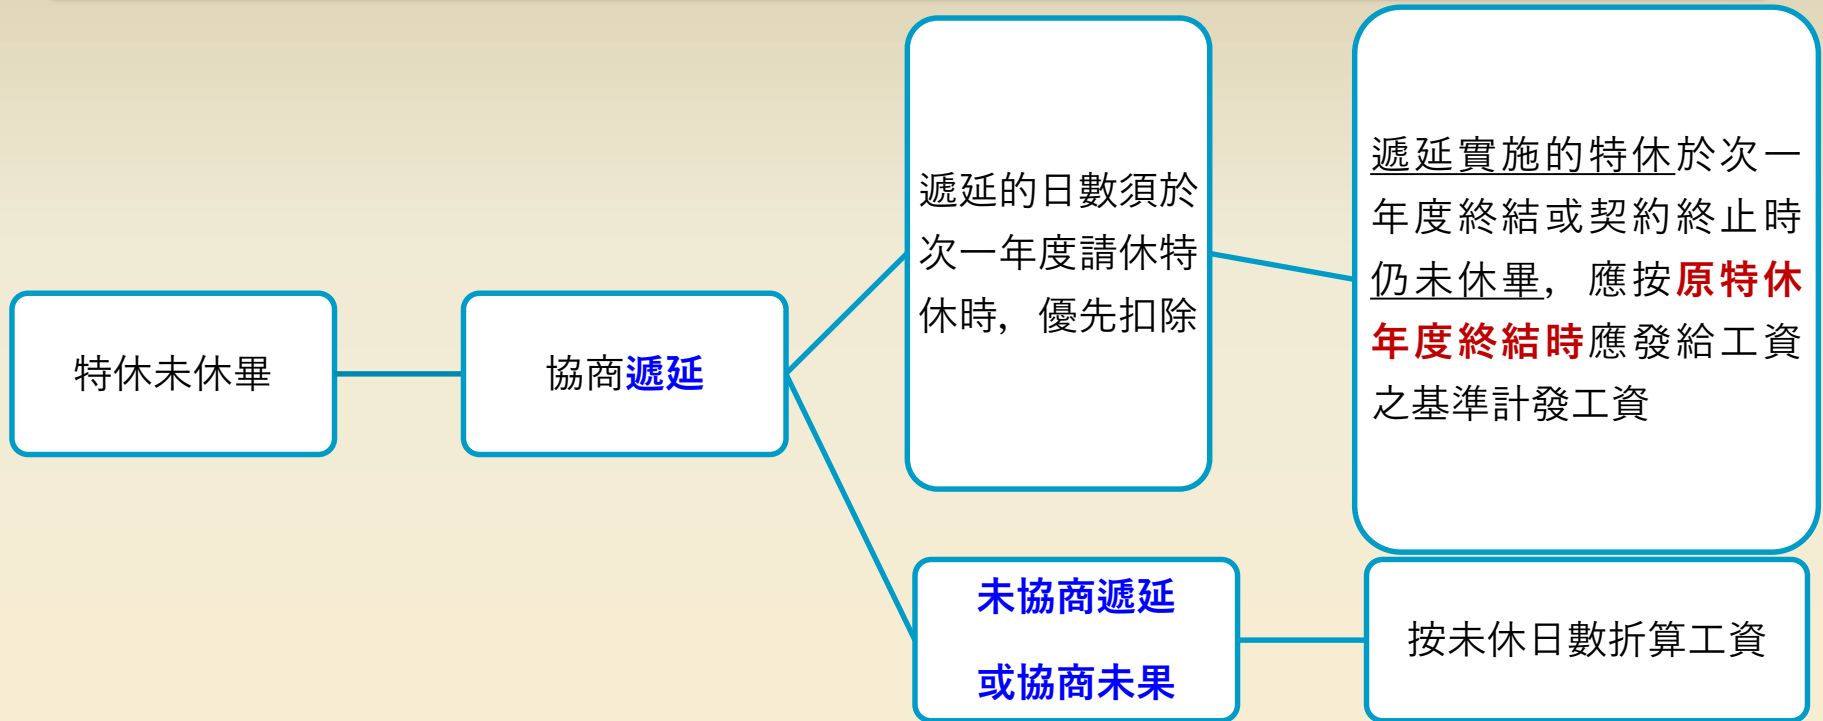 特休未休畢
協商遞延
遞延的日數須於
次一年度請休特
休時，優先扣除
遞延實施的特休於次一
年度終結或契約終止時
仍未休畢，應按原特休
年度終結時應發給工資
之基準計發工資
未協商遞延
或協商未果
按未休日數折算工資